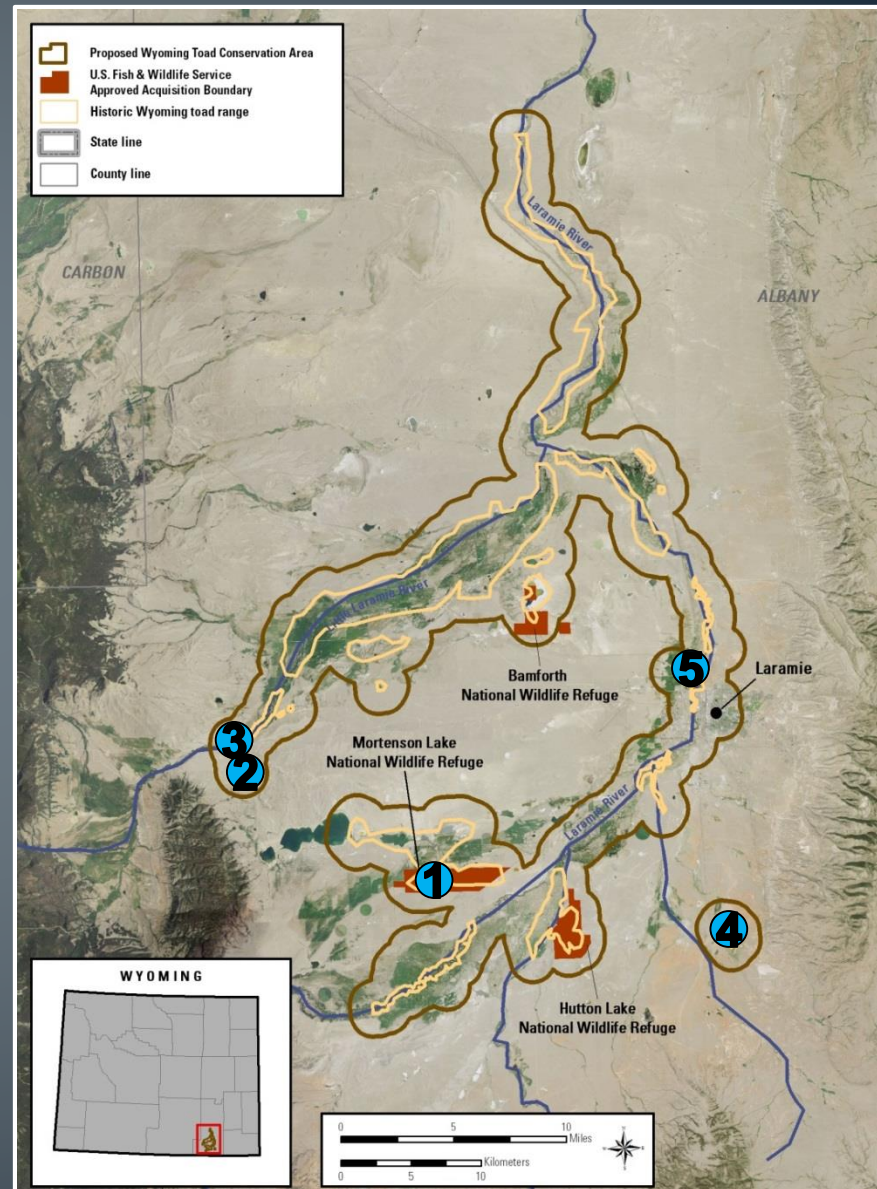 Proposed Wyoming Toad Conservation Area
U.S. Fish & Wildlife Service
Approved Acquisition Boundary
Historic Wyoming toad range
State line
County line
Laramie River
CARBON
ALBANY
Little Laramie River
Bamforth
National Wildlife Refuge
5
Laramie
3
2
Mortenson Lake
National Wildlife Refuge
Laramie River
1
4
Hutton Lake
National Wildlife Refuge
WYOMING
0 5 10
Miles
Kilometers
0 5 10